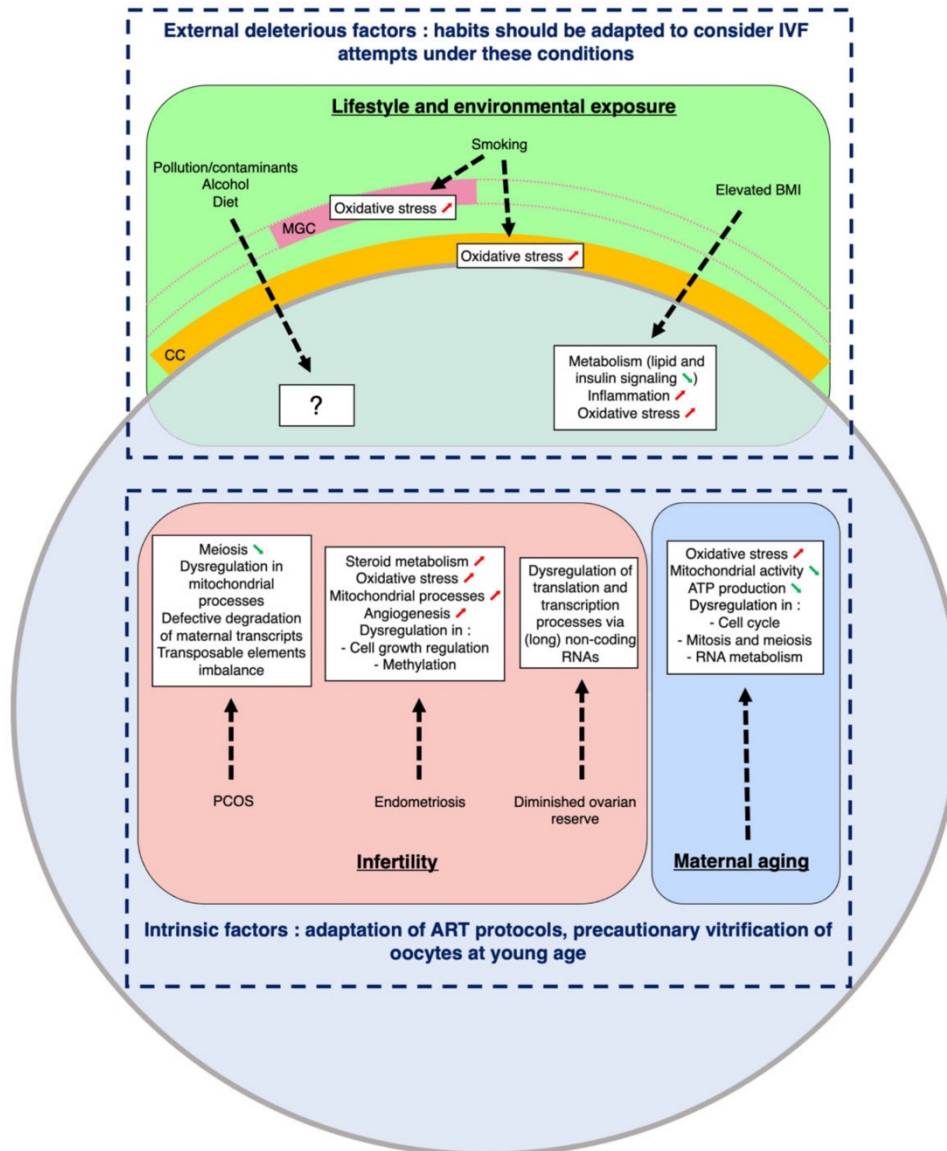 External deleterious factors : habits should be adapted to consider IVF
attempts under these conditions
Lifestyle and environmental exposure
Smoking
Pollution/contaminants
Alcohol
Diet
Elevated BMI
Oxidative stress
MGC
Oxidative stress
CC
Metabolism (lipid and
insulin signaling )
Inflammation
Oxidative stress
?
Meiosis
Dysregulation in
mitochondrial
processes
Defective degradation
of maternal transcripts
Transposable elements
imbalance
Steroid metabolism
Oxidative stress
Mitochondrial processes
Angiogenesis
Dysregulation in :
- Cell growth regulation
- Methylation
Dysregulation of
translation and
transcription
processes via
(long) non-coding
RNAs
Oxidative stress
Mitochondrial activity
ATP production
Dysregulation in :
- Cell cycle
- Mitosis and meiosis
- RNA metabolism
PCOS
Endometriosis
Diminished ovarian
reserve
Infertility
Maternal aging
Intrinsic factors : adaptation of ART protocols, precautionary vitrification of
oocytes at young age